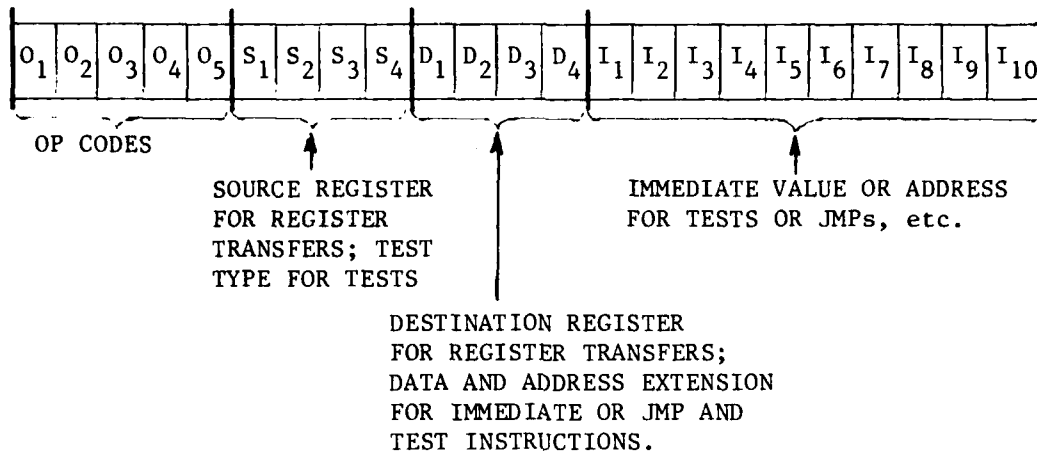 O1 O2 O3 O4 O5 S1 S2 S3 S4 D1 D2 D3 D4 I1 I2 I3 I4 I5 I6 I7 I8 I9 I10
OP CODES
SOURCE REGISTER
FOR REGISTER
TRANSFERS; TEST
TYPE FOR TESTS
IMMEDIATE VALUE OR ADDRESS
FOR TESTS OR JMPs, etc.
DESTINATION REGISTER
FOR REGISTER TRANSFERS;
DATA AND ADDRESS EXTENSION
FOR IMMEDIATE OR JMP AND
TEST INSTRUCTIONS.